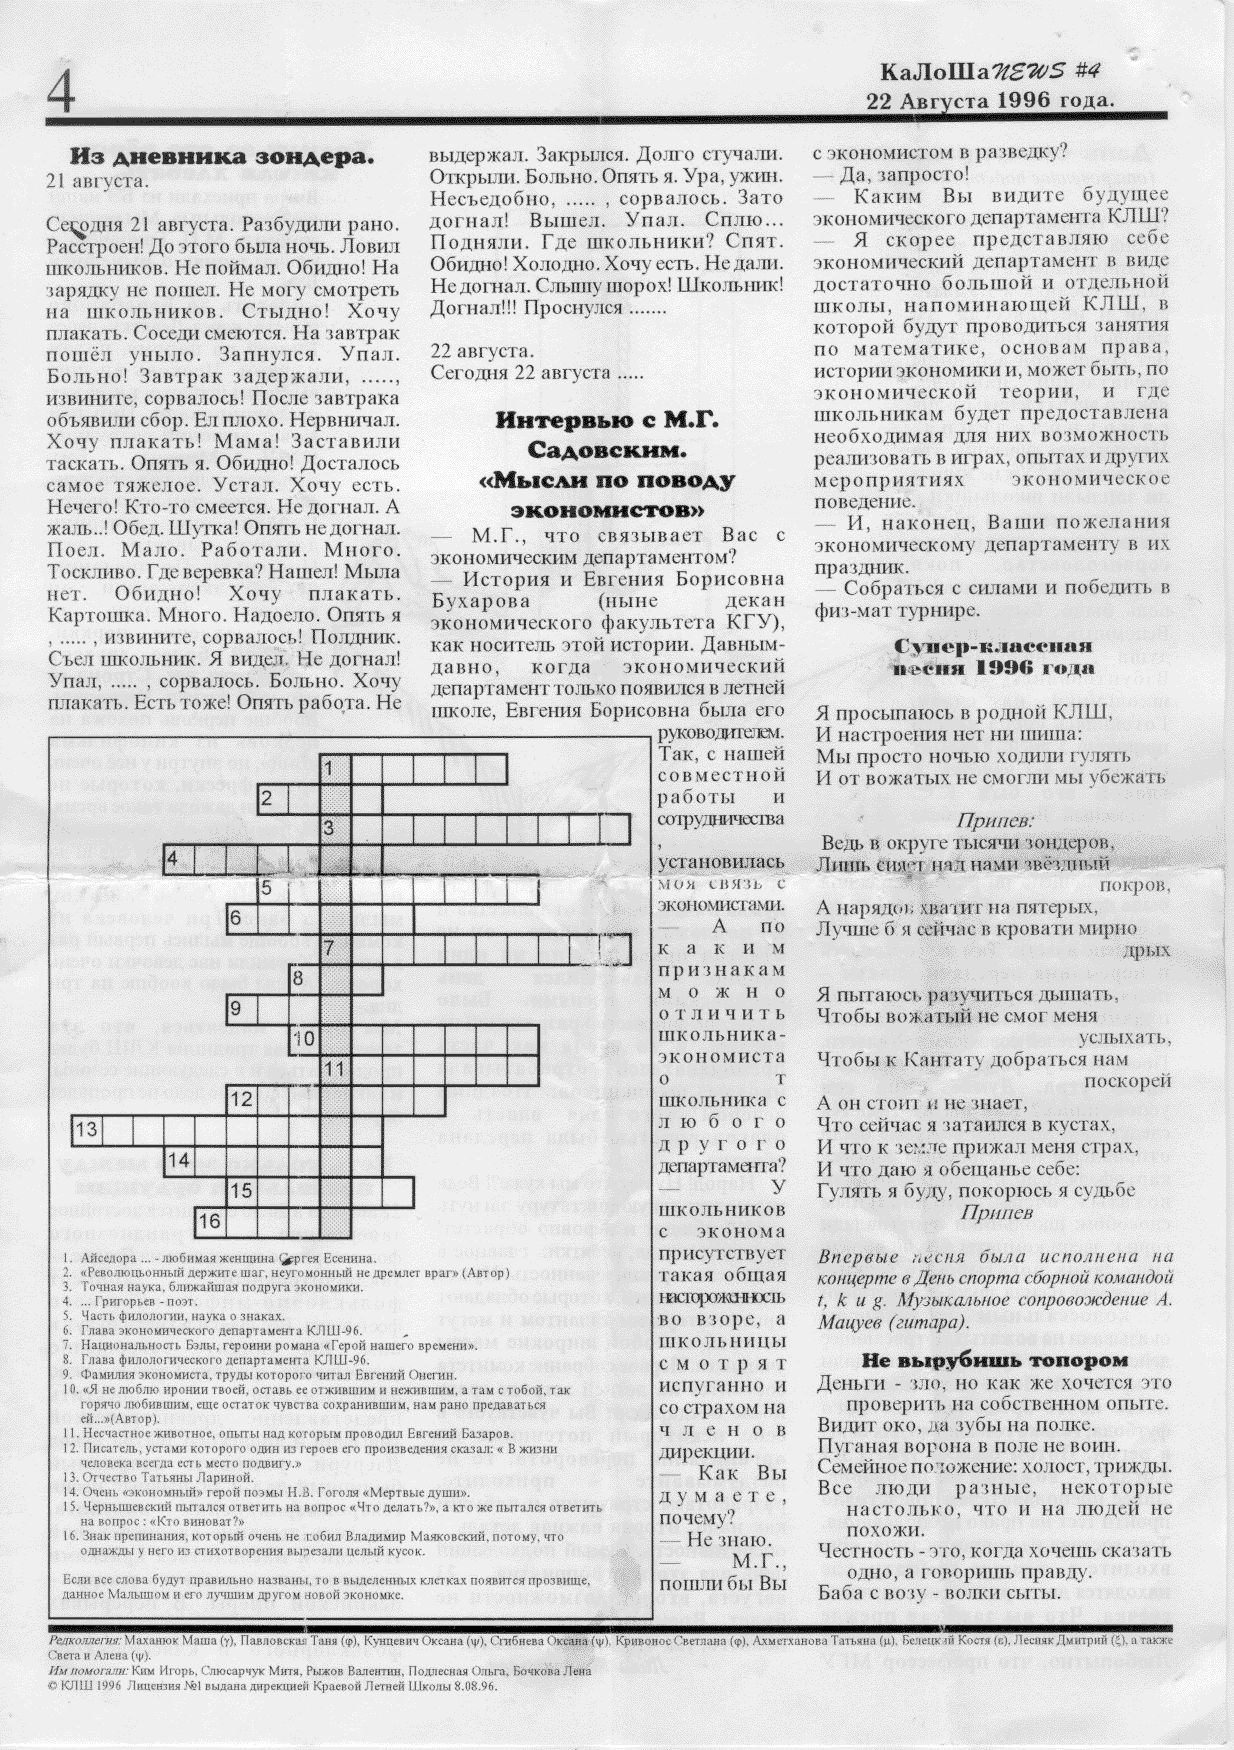 4
КаЛоШа NEWS #4
22 Августа 1996 года.
Из дневника зондера.
21 августа.
Сегодня 21 августа. Разбудили рано.
Расстроен! До этого была ночь. Ловил
школьников. Не поймал. Обидно! На
зарядку не пошел. Не могу смотреть
на школьников. Стыдно! Хочу
плакать. Соседи смеются. На завтрак
пошёл уныло. Запнулся. Упал.
Больно! Завтрак задержали, .....,
извините, сорвалось! После завтрака
объявили сбор. Ел плохо. Нервничал.
Хочу плакать! Мама! Заставили
таскать. Опять я. Обидно! Досталось
самое тяжелое. Устал. Хочу есть.
Нечего! Кто-то смеется. Не догнал. А
жаль..! Обед. Шутка! Опять не догнал.
Поел. Мало. Работали. Много.
Тоскливо. Где веревка? Нашел! Мыла
нет. Обидно! Хочу плакать.
Картошка. Много. Надоело. Опять я
, ..... , извините, сорвалось! Полдник.
Съел школьник. Я видел. Не догнал!
Упал, ..... , сорвалось. Больно. Хочу
плакать. Есть тоже! Опять работа. Не
выдержал. Закрылся. Долго стучали.
Открыли. Больно. Опять я. Ура, ужин.
Несъедобно, ..... , сорвалось. Зато
догнал! Вышел. Упал. Сплю...
Подняли. Где школьники? Спят.
Обидно! Холодно. Хочу есть. Не дали.
Не догнал. Слышу шорох! Школьник!
Догнал!!! Проснулся .......
22 августа.
Сегодня 22 августа .....
Интервью с М.Г.
Садовским.
«Мысли по поводу
экономистов»
— М.Г., что связывает Вас с
экономическим департаментом?
— История и Евгения Борисовна
Бухарова (ныне декан
экономического факультета КГУ),
как носитель этой истории. Давным-
давно, когда экономический
департамент только появился в летней
школе, Евгения Борисовна была его
руководителем.
Так, с нашей
совместной
работы и
сотрудничества
,
установилась
моя связь с
экономистами.
— А по
каким
признакам
можно
отличить
школьника-
экономиста
от
школьника с
любого
другого
департамента?
— У
школьников
с эконома
присутствует
такая общая
настороженность
во взоре, а
школьницы
смотрят
испуганно и
со страхом на
членов
дирекции.
— Как Вы
думаете,
почему?
— Не знаю.
— М.Г.,
пошли бы Вы
с экономистом в разведку?
— Да, запросто!
— Каким Вы видите будущее
экономического департамента КЛШ?
— Я скорее представляю себе
экономический департамент в виде
достаточно большой и отдельной
школы, напоминающей КЛШ, в
которой будут проводиться занятия
по математике, основам права,
истории экономики и, может быть, по
экономической теории, и где
школьникам будет предоставлена
необходимая для них возможность
реализовать в играх, опытах и других
мероприятиях экономическое
поведение.
— И, наконец, Ваши пожелания
экономическому департаменту в их
праздник.
— Собраться с силами и победить в
физ-мат турнире.
Супер-классная
песня 1996 года
Я просыпаюсь в родной КЛШ,
И настроения нет ни шиша:
Мы просто ночью ходили гулять
И от вожатых не смогли мы убежать
Припев:
Ведь в округе тысячи зондеров,
Лишь сияет над нами звёздный
покров,
А нарядов хватит на пятерых,
Лучше б я сейчас в кровати мирно
дрых
Я пытаюсь разучиться дышать,
Чтобы вожатый не смог меня
услыхать,
Чтобы к Кантату добраться нам
поскорей
А он стоит и не знает,
Что сейчас я затаился в кустах,
И что к земле прижал меня страх,
И что даю я обещанье себе:
Гулять я буду, покорюсь я судьбе
Припев
Впервые песня была исполнена на
концерте в День спорта сборной командой
t, k и g. Музыкальное сопровождение А.
Мацуев (гитара).
Не вырубишь топором
Деньги - зло, но как же хочется это
проверить на собственном опыте.
Видит око, да зубы на полке.
Пуганая ворона в поле не воин.
Семейное положение: холост, трижды.
Все люди разные, некоторые
настолько, что и на людей не
похожи.
Честность - это, когда хочешь сказать
одно, а говоришь правду.
Баба с возу - волки сыты.
1
2
3
4
5
6
7
8
9
10
11
12
13
14
15
16
1. Айседора ... - любимая женщина Сергея Есенина.
2. «Революцьонный держите шаг, неугомонный не дремлет враг» (Автор)
3. Точная наука, ближайшая подруга экономики.
4. ... Григорьев - поэт.
5. Часть филологии, наука о знаках.
6. Глава экономического департамента КЛШ-96.
7. Национальность Бэлы, героини романа «Герой нашего времени».
8. Глава филологического департамента КЛШ-96.
9. Фамилия экономиста, труды которого читал Евгений Онегин.
10. «Я не люблю иронии твоей, оставь ее отжившим и нежившим, а там с тобой, так
горячо любившим, еще остаток чувства сохранившим, нам рано предаваться
ей...»(Автор).
11. Несчастное животное, опыты над которым проводил Евгений Базаров.
12. Писатель, устами которого один из героев его произведения сказал: « В жизни
человека всегда есть место подвигу.»
13. Отчество Татьяны Лариной.
14. Очень «экономный» герой поэмы Н.В. Гоголя «Мертвые души».
15. Чернышевский пытался ответить на вопрос «Что делать?», а кто же пытался ответить
на вопрос : «Кто виноват?»
16. Знак препинания, который очень не любил Владимир Маяковский, потому, что
однажды у него из стихотворения вырезали целый кусок.
Если все слова будут правильно названы, то в выделенных клетках появится прозвище,
данное Малышом и его лучшим другом новой экономке.
Редколлегия: Маханюк Маша (γ), Павловская Таня (φ), Кунцевич Оксана (ψ), Сгибнева Оксана (ψ), Кривонос Светлана (φ), Ахметханова Татьяна (μ), Белецкий Костя (ε), Лесняк Дмитрий (ξ), а также
Света и Алена (ψ).
Им помогали: Ким Игорь, Слюсарчук Митя, Рыжов Валентин, Подлесная Ольга, Бочкова Лена
© КЛШ 1996 Лицензия №1 выдана дирекцией Краевой Летней Школы 8.08.96.